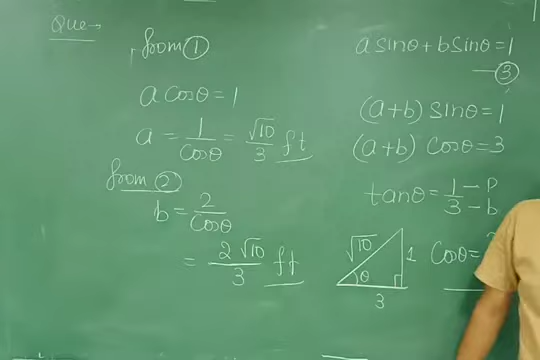 Que→
from ①
a cosθ = 1
a = 1/cosθ = √10/3 ft
from ②
b = 2/cosθ
= 2√10/3 ft
a sinθ + b sinθ = 1
—③
(a+b) sinθ = 1
(a+b) cosθ = 3
tanθ = 1/3 –p –b
√10 1 θ 3
cosθ =